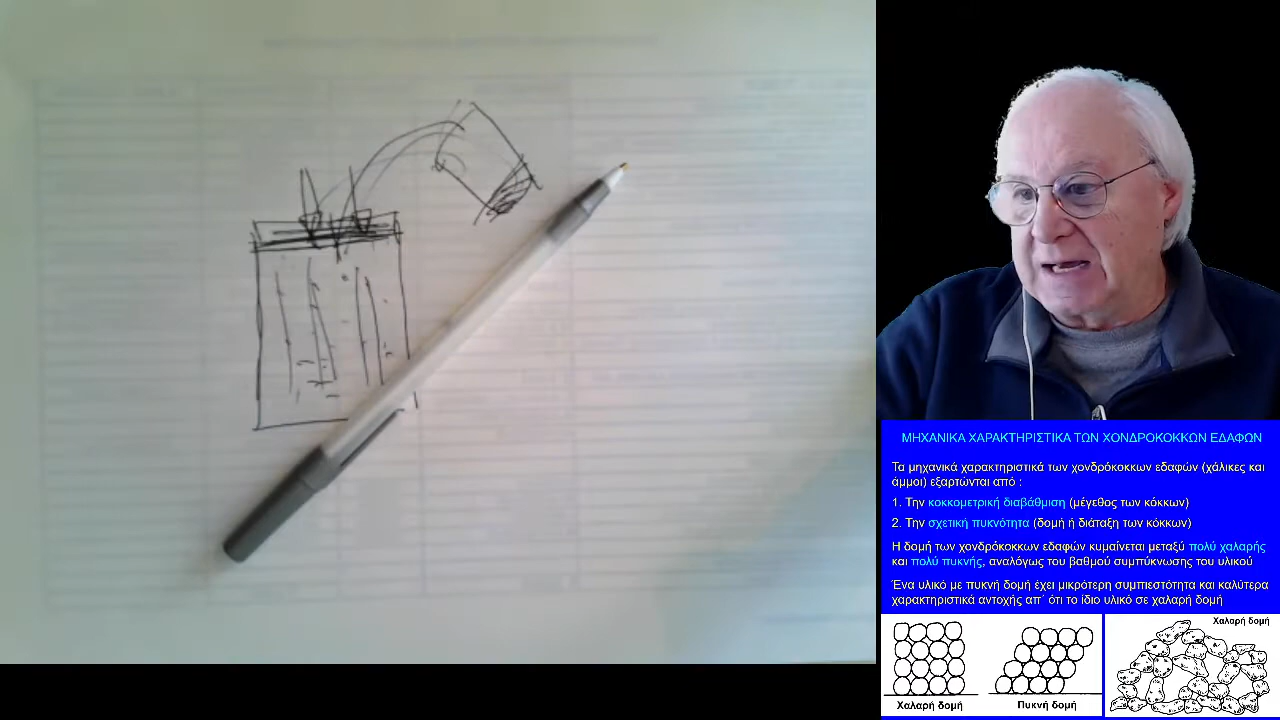 ΜΗΧΑΝΙΚΑ ΧΑΡΑΚΤΗΡΙΣΤΙΚΑ ΤΩΝ ΧΟΝΔΡΟΚΟΚΚΩΝ ΕΔΑΦΩΝ
Τα μηχανικά χαρακτηριστικά των χονδρόκοκκων εδαφών (χάλικες και
άμμοι) εξαρτώνται από :
1. Την κοκκομετρική διαβάθμιση (μέγεθος των κόκκων)
2. Την σχετική πυκνότητα (δομή ή διάταξη των κόκκων)
Η δομή των χονδρόκοκκων εδαφών κυμαίνεται μεταξύ πολύ χαλαρής
και πολύ πυκνής, αναλόγως του βαθμού συμπύκνωσης του υλικού
Ένα υλικό με πυκνή δομή έχει μικρότερη συμπιεστότητα και καλύτερα
χαρακτηριστικά αντοχής απ΄ ότι το ίδιο υλικό σε χαλαρή δομή
Χαλαρή δομή
Πυκνή δομή
Χαλαρή δομή